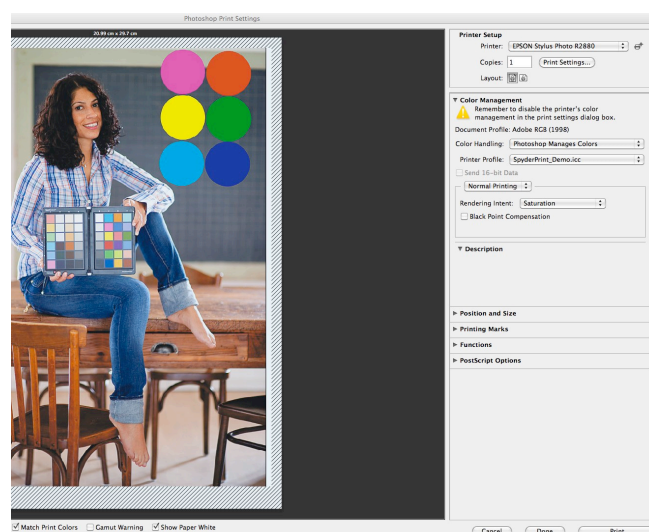 Photoshop Print Settings
20.99 cm x 29.7 cm
Printer Setup
Printer: EPSON Stylus Photo R2880
Copies: 1 Print Settings...
Layout:
▼ Color Management
Remember to disable the printer's color
management in the print settings dialog box.
Document Profile: Adobe RGB (1998)
Color Handling: Photoshop Manages Colors
Printer Profile: SpyderPrint_Demo.icc
Send 16-bit Data
Normal Printing
Rendering Intent: Saturation
Black Point Compensation
▼ Description
▶ Position and Size
▶ Printing Marks
▶ Functions
▶ PostScript Options
Match Print Colors Gamut Warning Show Paper White
Cancel Done Print